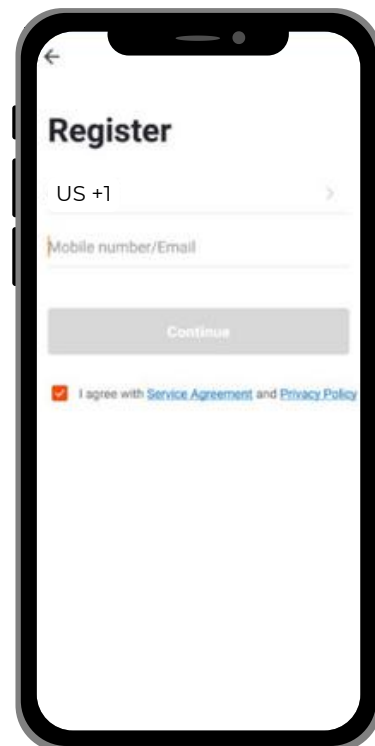 Register
US +1
Mobile number/Email
Continue
I agree with Service Agreement and Privacy Policy